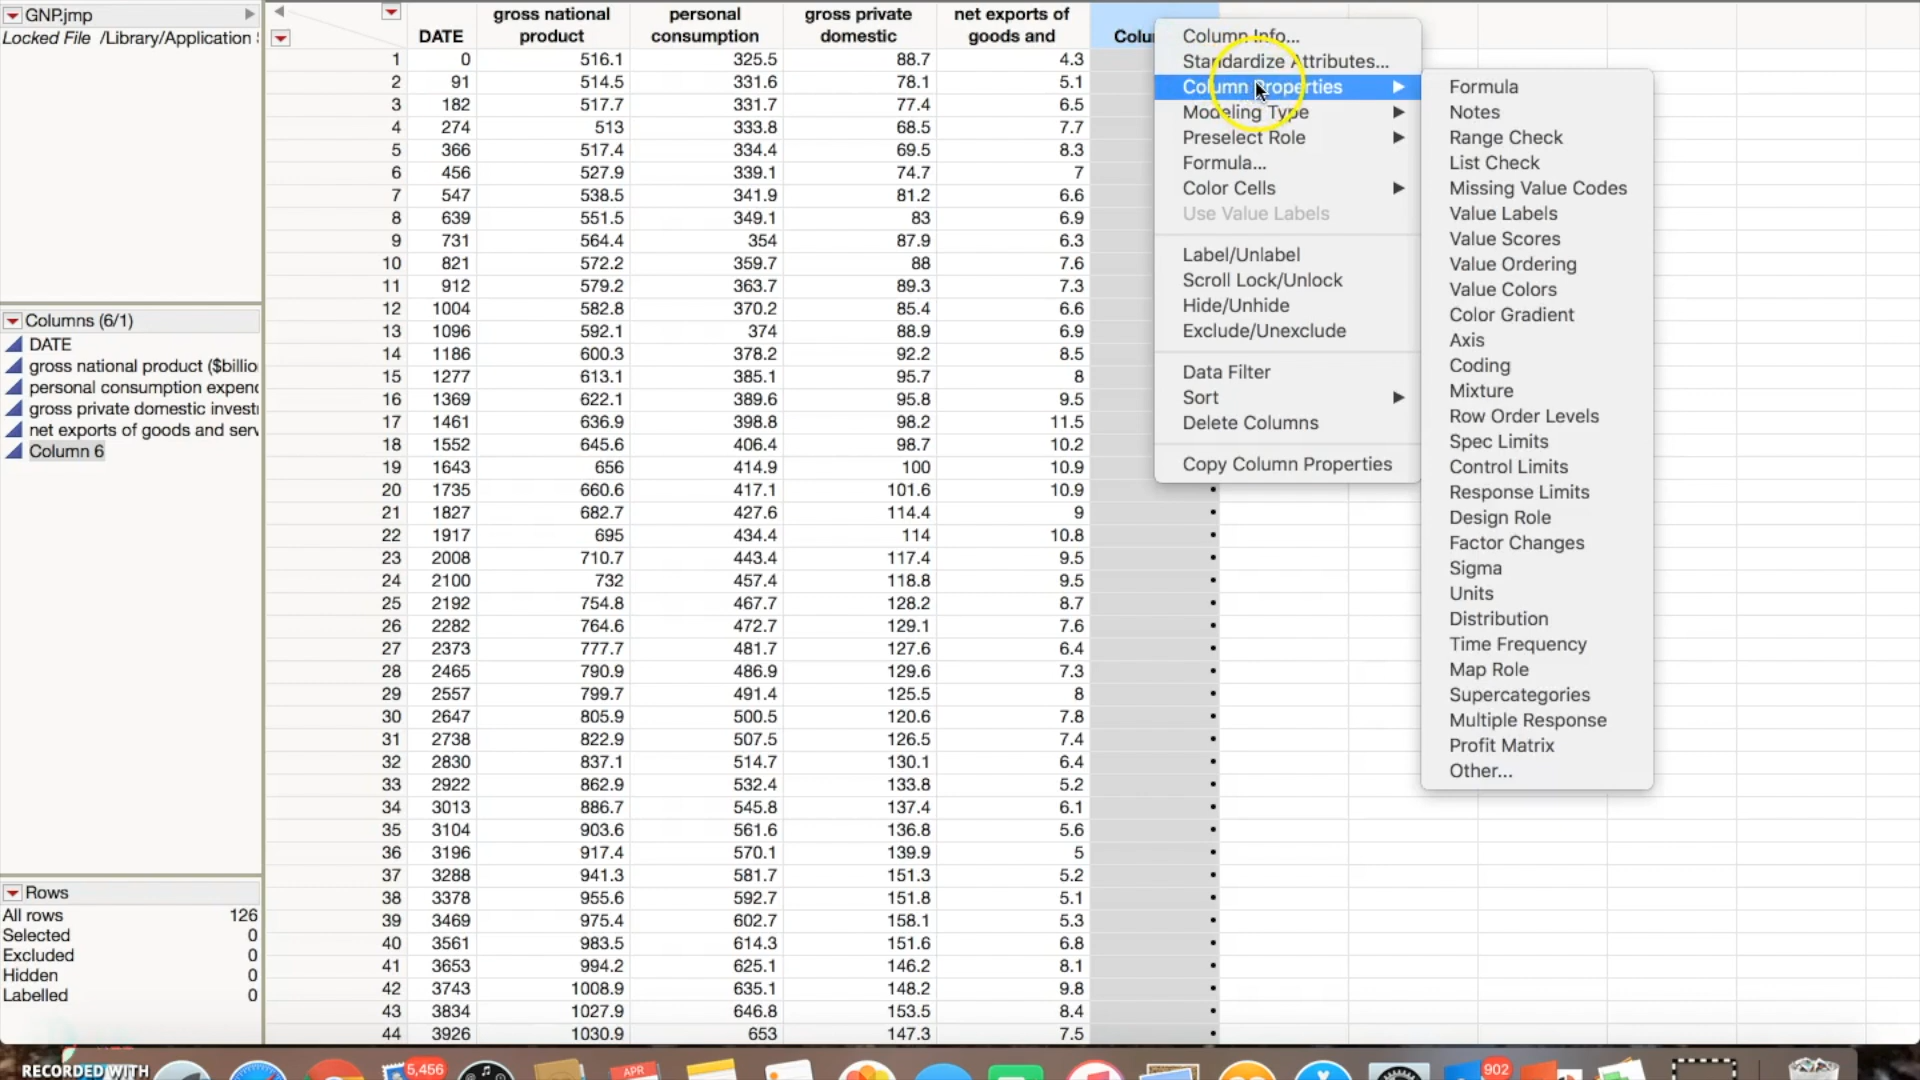 GNP.jmp
Locked File /Library/Application
Columns (6/1)
DATE
gross national product ($billio
personal consumption expend
gross private domestic investi
net exports of goods and serv
Column 6
Rows
All rows 126
Selected 0
Excluded 0
Hidden 0
Labelled 0
DATE gross national product personal consumption gross private domestic net exports of goods and Colu
1 0 516.1 325.5 88.7 4.3
2 91 514.5 331.6 78.1 5.1
3 182 517.7 331.7 77.4 6.5
4 274 513 333.8 68.5 7.7
5 366 517.4 334.4 69.5 8.3
6 456 527.9 339.1 74.7 7
7 547 538.5 341.9 81.2 6.6
8 639 551.5 349.1 83 6.9
9 731 564.4 354 87.9 6.3
10 821 572.2 359.7 88 7.6
11 912 579.2 363.7 89.3 7.3
12 1004 582.8 370.2 85.4 6.6
13 1096 592.1 374 88.9 6.9
14 1186 600.3 378.2 92.2 8.5
15 1277 613.1 385.1 95.7 8
16 1369 622.1 389.6 95.8 9.5
17 1461 636.9 398.8 98.2 11.5
18 1552 645.6 406.4 98.7 10.2
19 1643 656 414.9 100 10.9
20 1735 660.6 417.1 101.6 10.9 •
21 1827 682.7 427.6 114.4 9 •
22 1917 695 434.4 114 10.8 •
23 2008 710.7 443.4 117.4 9.5 •
24 2100 732 457.4 118.8 9.5 •
25 2192 754.8 467.7 128.2 8.7 •
26 2282 764.6 472.7 129.1 7.6 •
27 2373 777.7 481.7 127.6 6.4 •
28 2465 790.9 486.9 129.6 7.3 •
29 2557 799.7 491.4 125.5 8 •
30 2647 805.9 500.5 120.6 7.8 •
31 2738 822.9 507.5 126.5 7.4 •
32 2830 837.1 514.7 130.1 6.4 •
33 2922 862.9 532.4 133.8 5.2 •
34 3013 886.7 545.8 137.4 6.1 •
35 3104 903.6 561.6 136.8 5.6 •
36 3196 917.4 570.1 139.9 5 •
37 3288 941.3 581.7 151.3 5.2 •
38 3378 955.6 592.7 151.8 5.1 •
39 3469 975.4 602.7 158.1 5.3 •
40 3561 983.5 614.3 151.6 6.8 •
41 3653 994.2 625.1 146.2 8.1 •
42 3743 1008.9 635.1 148.2 9.8 •
43 3834 1027.9 646.8 153.5 8.4 •
44 3926 1030.9 653 147.3 7.5 •
Column Info...
Standardize Attributes...
Column Properties
Modeling Type
Preselect Role
Formula...
Color Cells
Use Value Labels
Label/Unlabel
Scroll Lock/Unlock
Hide/Unhide
Exclude/Unexclude
Data Filter
Sort
Delete Columns
Copy Column Properties
Formula
Notes
Range Check
List Check
Missing Value Codes
Value Labels
Value Scores
Value Ordering
Value Colors
Color Gradient
Axis
Coding
Mixture
Row Order Levels
Spec Limits
Control Limits
Response Limits
Design Role
Factor Changes
Sigma
Units
Distribution
Time Frequency
Map Role
Supercategories
Multiple Response
Profit Matrix
Other...
RECORDED WITH
5,456
APR
902